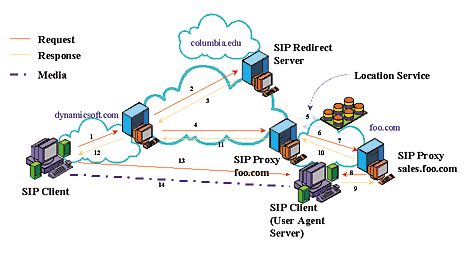 columbia.edu
Request
Response
Media
SIP Redirect
Server
Location Service
2
3
dynamicsoft.com
5
foo.com
1
4
6
7
12
11
10
SIP Client
13
SIP Proxy
foo.com
SIP Proxy
sales.foo.com
8
14
9
SIP Client
(User Agent
Server)